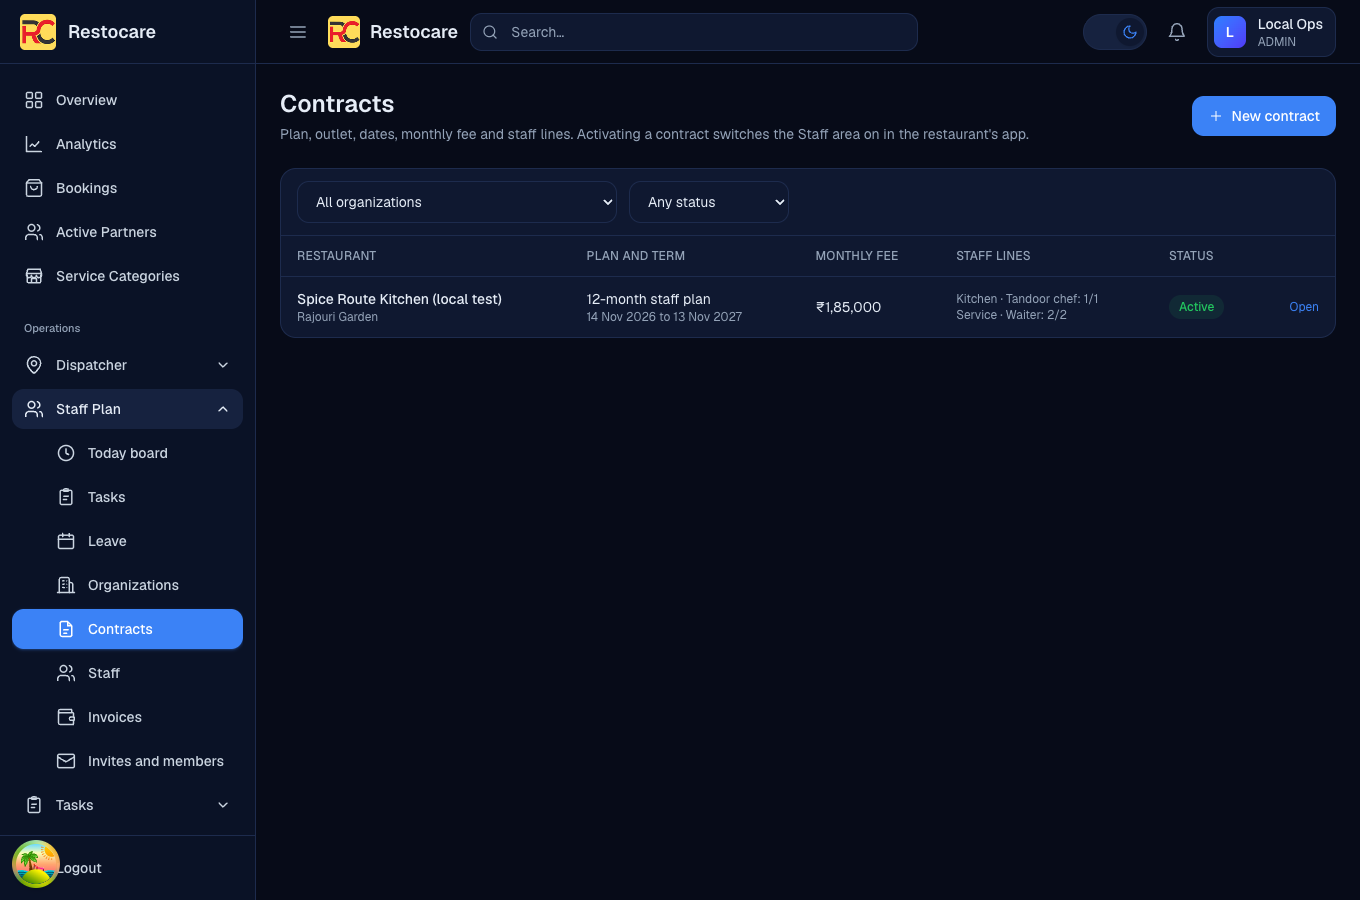 RC Restocare
RC Restocare
Search...
L
Local Ops
ADMIN
Overview
Analytics
Bookings
Active Partners
Service Categories
Operations
Dispatcher
Staff Plan
Today board
Tasks
Leave
Organizations
Contracts
Staff
Invoices
Invites and members
Tasks
Logout
Contracts
Plan, outlet, dates, monthly fee and staff lines. Activating a contract switches the Staff area on in the restaurant's app.
New contract
All organizations
Any status
RESTAURANT PLAN AND TERM MONTHLY FEE STAFF LINES STATUS
Spice Route Kitchen (local test)
Rajouri Garden
12-month staff plan
14 Nov 2026 to 13 Nov 2027
₹1,85,000
Kitchen · Tandoor chef: 1/1
Service · Waiter: 2/2
Active
Open